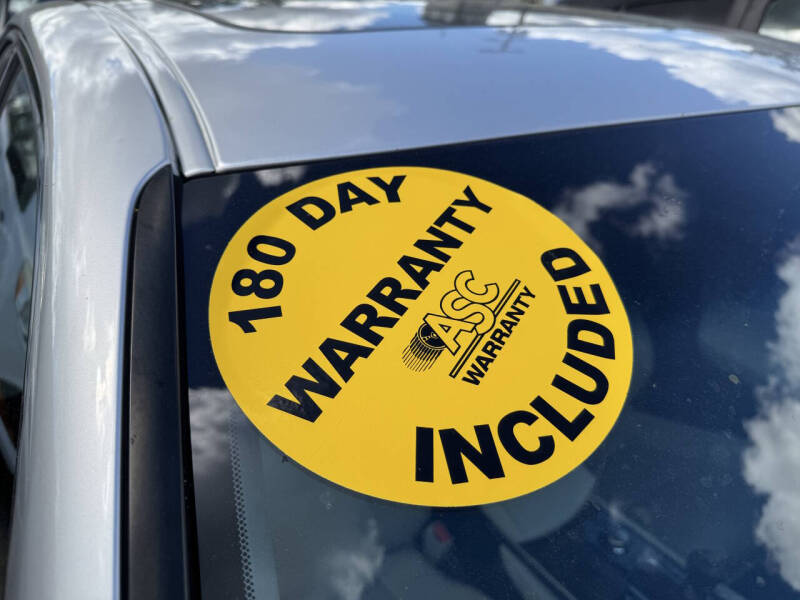 180 DAY
WARRANTY
ASC
WARRANTY
INCLUDED